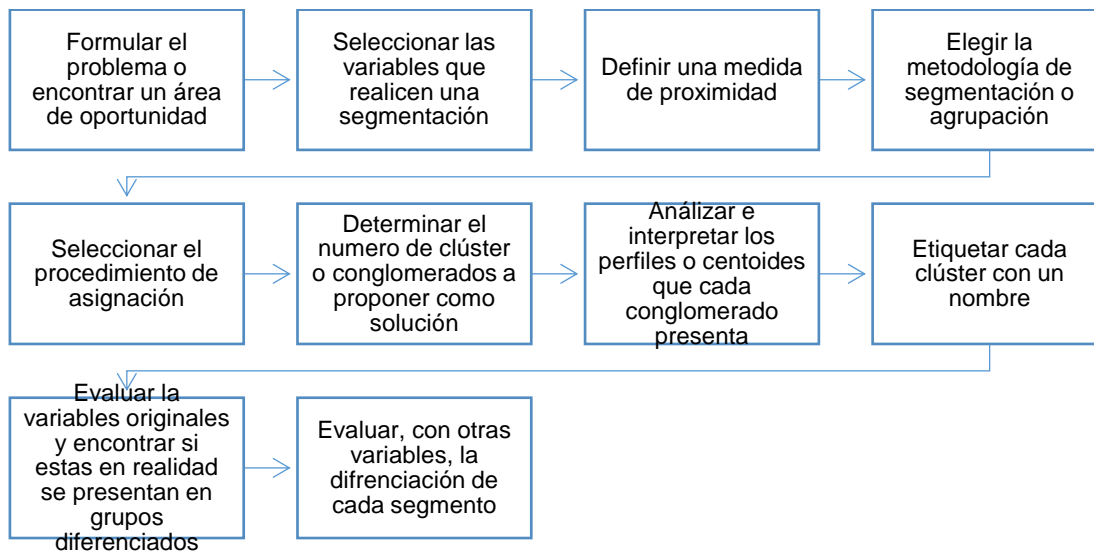 Formular el
problema o
encontrar un área
de oportunidad
Seleccionar las
variables que
realicen una
segmentación
Definir una medida
de proximidad
Elegir la
metodología de
segmentación o
agrupación
Seleccionar el
procedimiento de
asignación
Determinar el
numero de clúster
o conglomerados a
proponer como
solución
Análizar e
interpretar los
perfiles o centoides
que cada
conglomerado
presenta
Etiquetar cada
clúster con un
nombre
Evaluar la
variables originales
y encontrar si
estas en realidad
se presentan en
grupos
diferenciados
Evaluar, con otras
variables, la
difrenciación de
cada segmento